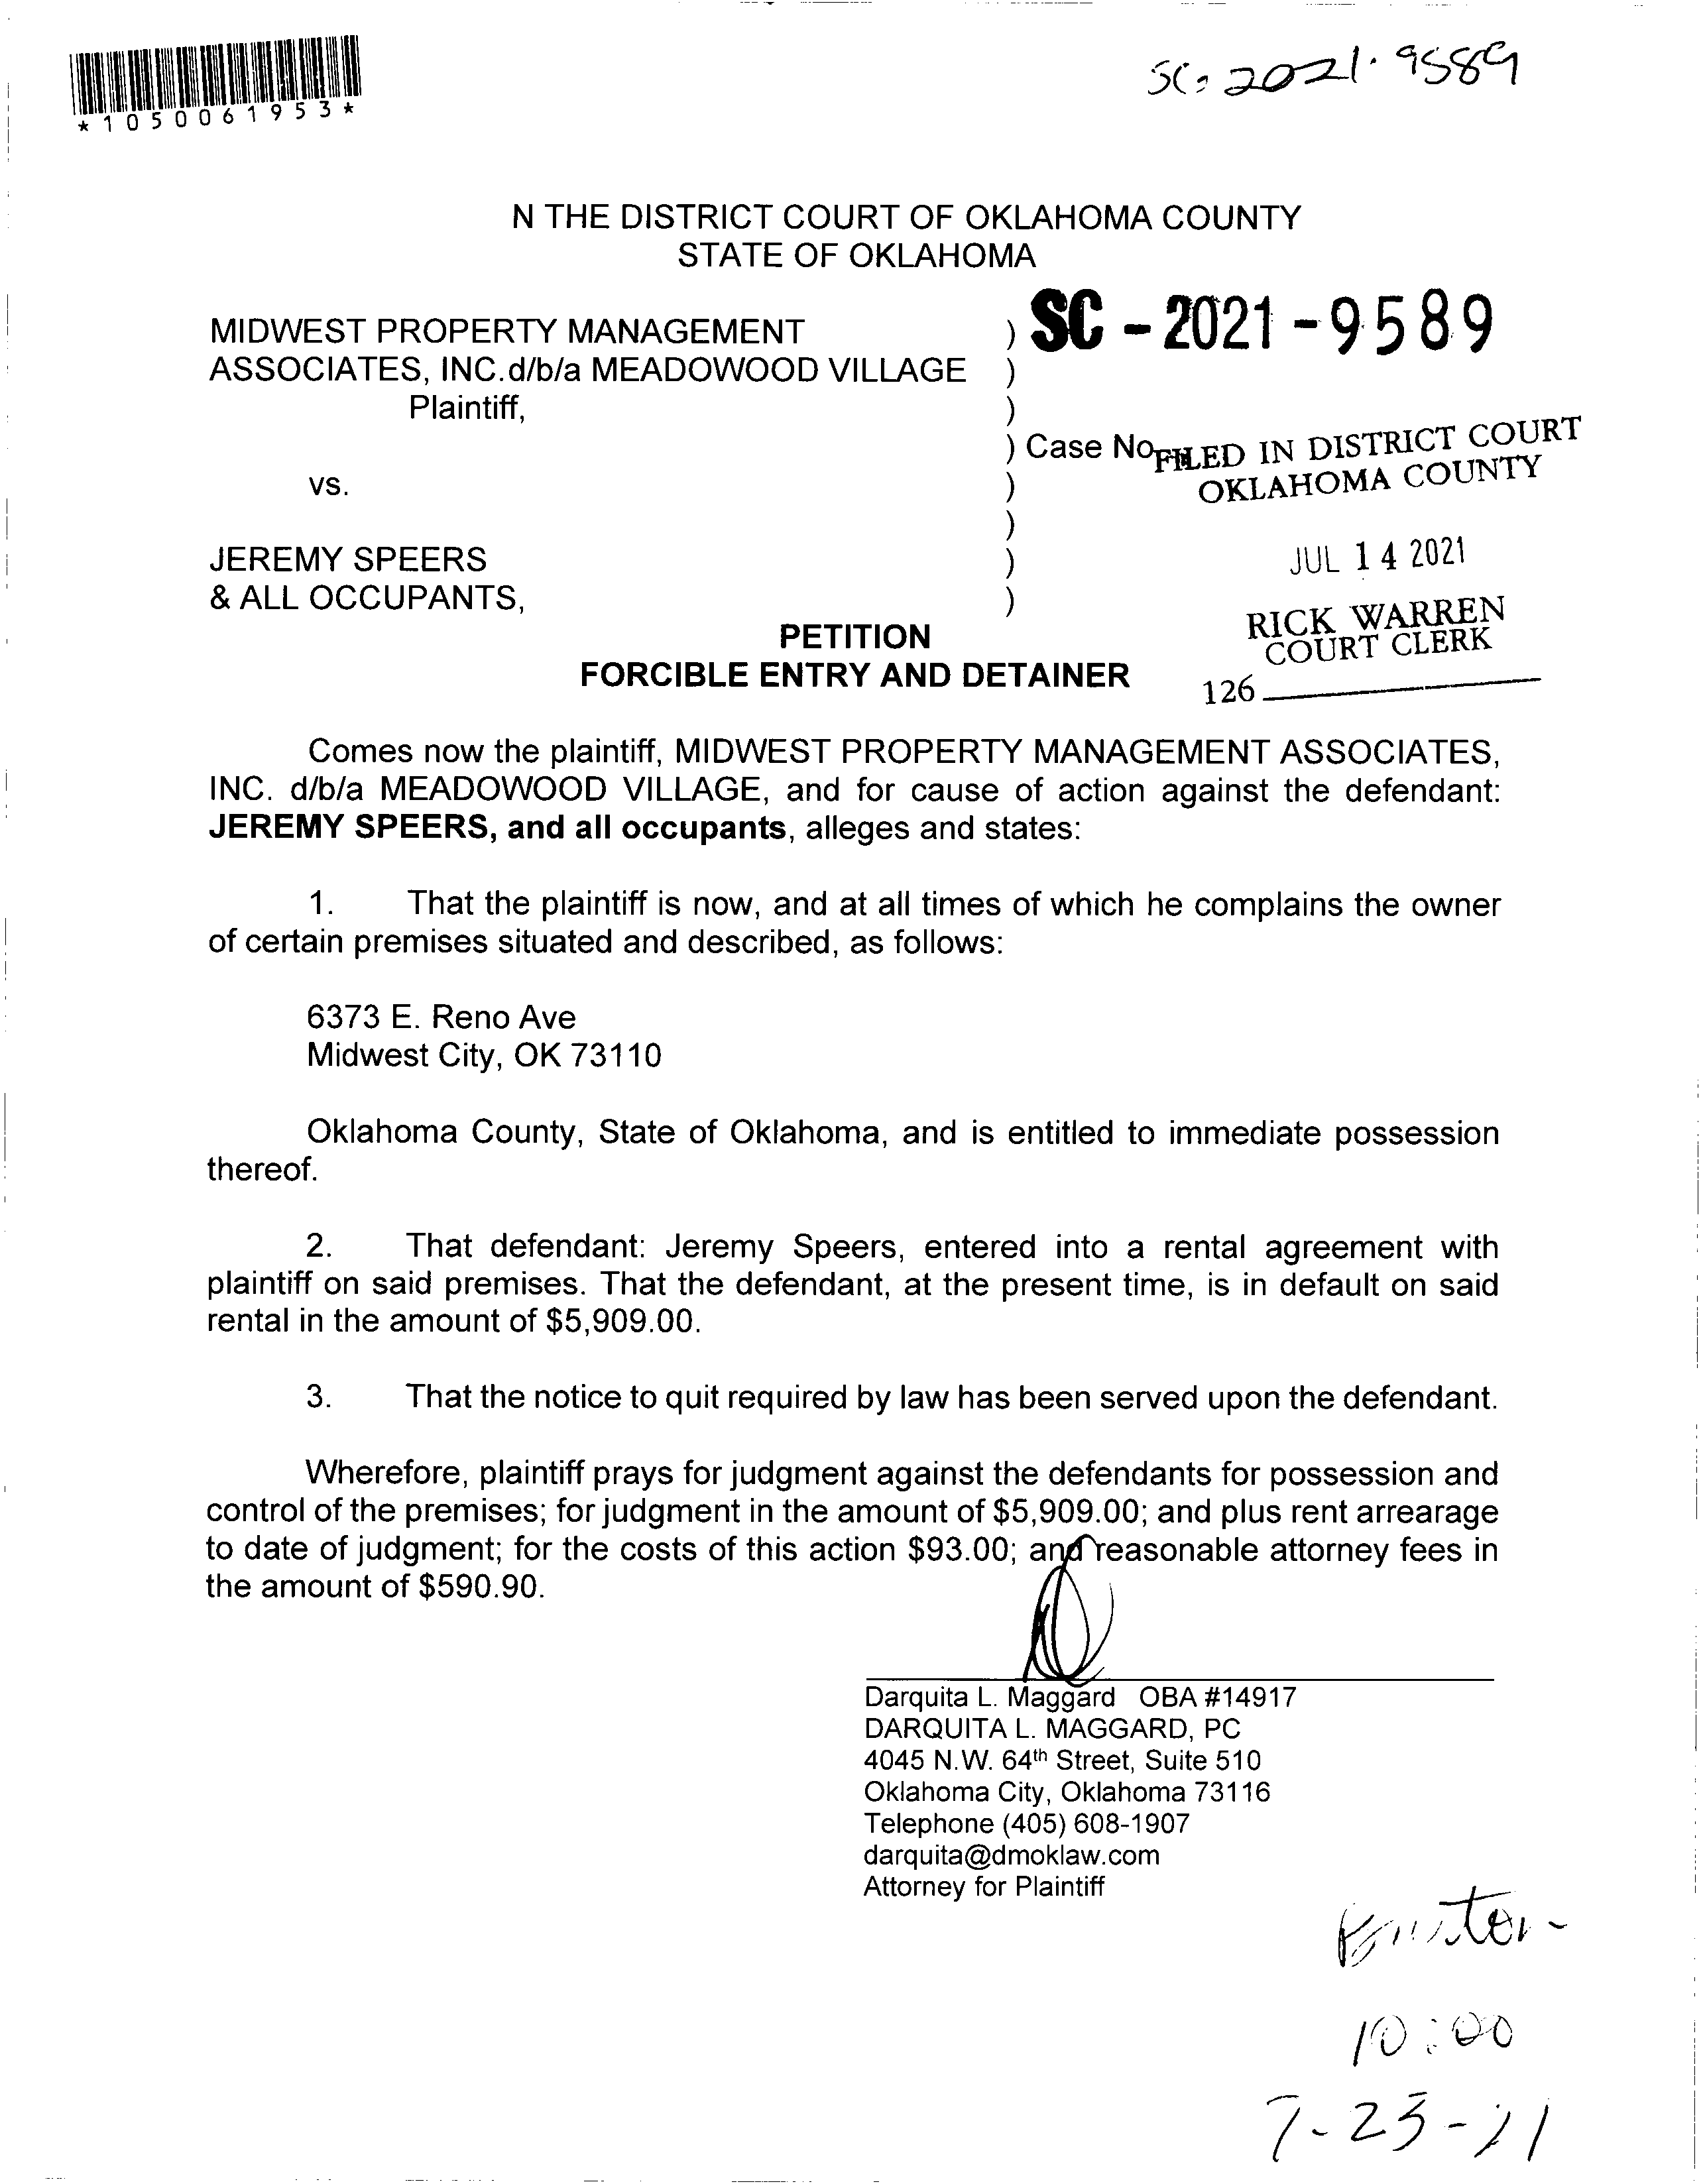 *1050061953*
SC-2021-9589
N THE DISTRICT COURT OF OKLAHOMA COUNTY
STATE OF OKLAHOMA
SC-2021-9589
MIDWEST PROPERTY MANAGEMENT )
ASSOCIATES, INC.d/b/a MEADOWOOD VILLAGE )
Plaintiff, )
) Case No
FILED IN DISTRICT COURT
OKLAHOMA COUNTY
vs. )
)
JEREMY SPEERS )
& ALL OCCUPANTS, )
JUL 14 2021
RICK WARREN
COURT CLERK
126
PETITION
FORCIBLE ENTRY AND DETAINER
Comes now the plaintiff, MIDWEST PROPERTY MANAGEMENT ASSOCIATES,
INC. d/b/a MEADOWOOD VILLAGE, and for cause of action against the defendant:
JEREMY SPEERS, and all occupants, alleges and states:
1. That the plaintiff is now, and at all times of which he complains the owner
of certain premises situated and described, as follows:
6373 E. Reno Ave
Midwest City, OK 73110
Oklahoma County, State of Oklahoma, and is entitled to immediate possession
thereof.
2. That defendant: Jeremy Speers, entered into a rental agreement with
plaintiff on said premises. That the defendant, at the present time, is in default on said
rental in the amount of $5,909.00.
3. That the notice to quit required by law has been served upon the defendant.
Wherefore, plaintiff prays for judgment against the defendants for possession and
control of the premises; for judgment in the amount of $5,909.00; and plus rent arrearage
to date of judgment; for the costs of this action $93.00; and reasonable attorney fees in
the amount of $590.90.
Darquita L. Maggard OBA #14917
DARQUITA L. MAGGARD, PC
4045 N.W. 64th Street, Suite 510
Oklahoma City, Oklahoma 73116
Telephone (405) 608-1907
darquita@dmoklaw.com
Attorney for Plaintiff
10:00
7-23-21